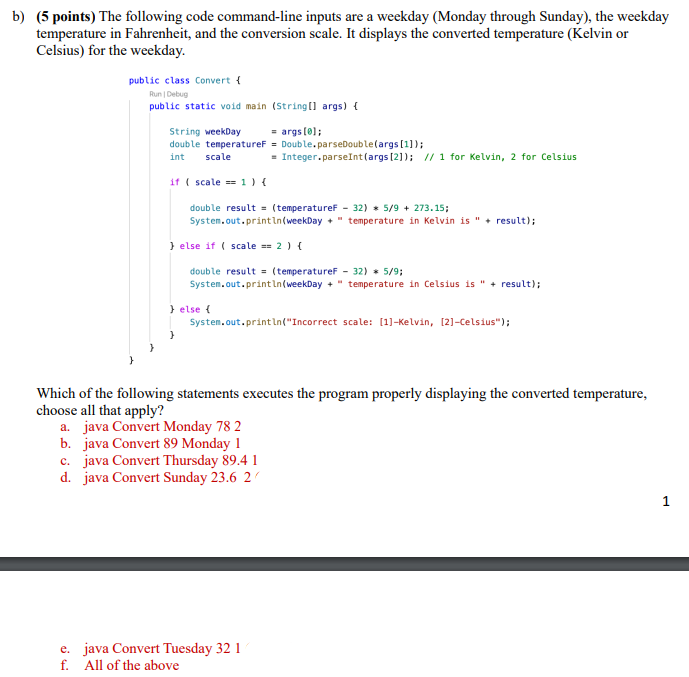 b) (5 points) The following code command-line inputs are a weekday (Monday through Sunday), the weekday
temperature in Fahrenheit, and the conversion scale. It displays the converted temperature (Kelvin or
Celsius) for the weekday.
public class Convert {
Run | Debug
public static void main (String[] args) {
String weekDay = args[0];
double temperatureF = Double.parseDouble(args[1]);
int scale = Integer.parseInt(args[2]); // 1 for Kelvin, 2 for Celsius
if ( scale == 1 ) {
double result = (temperatureF - 32) * 5/9 + 273.15;
System.out.println(weekDay + " temperature in Kelvin is " + result);
} else if ( scale == 2 ) {
double result = (temperatureF - 32) * 5/9;
System.out.println(weekDay + " temperature in Celsius is " + result);
} else {
System.out.println("Incorrect scale: [1]-Kelvin, [2]-Celsius");
}
}
}
Which of the following statements executes the program properly displaying the converted temperature,
choose all that apply?
a. java Convert Monday 78 2
b. java Convert 89 Monday 1
c. java Convert Thursday 89.4 1
d. java Convert Sunday 23.6 2
1
e. java Convert Tuesday 32 1
f. All of the above